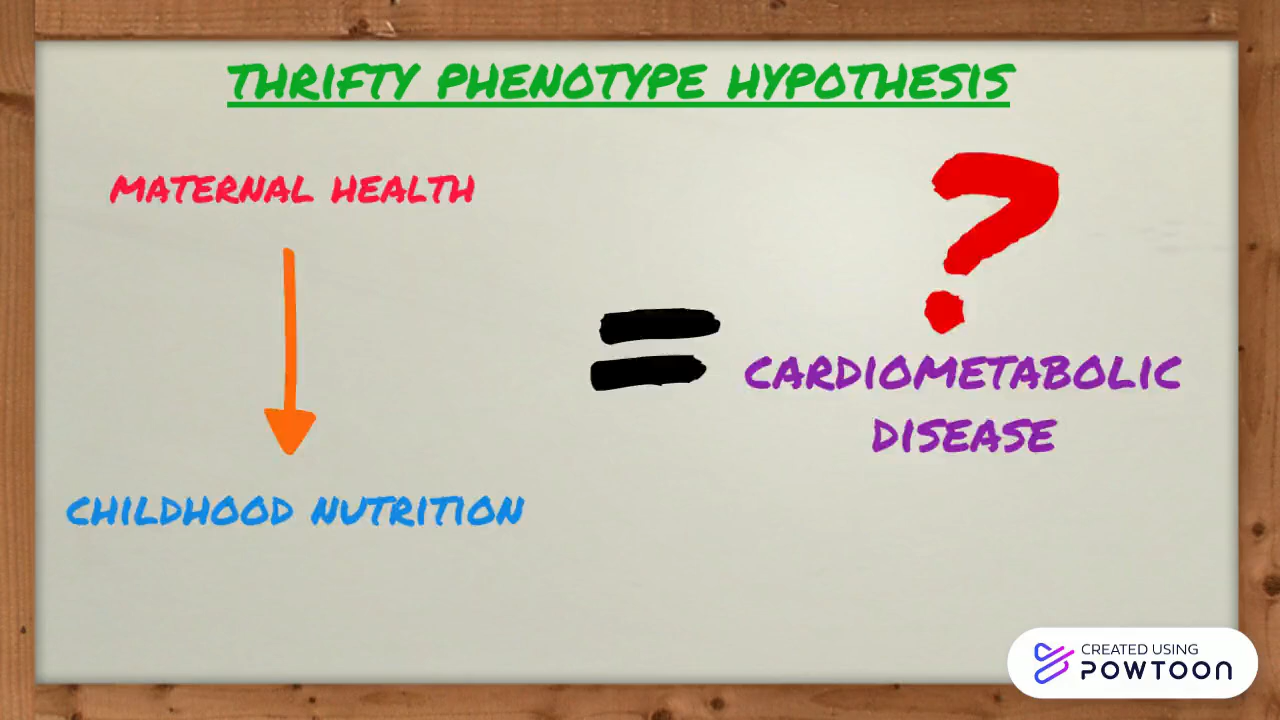 THRIFTY PHENOTYPE HYPOTHESIS
MATERNAL HEALTH
CHILDHOOD NUTRITION
=
?
CARDIOMETABOLIC
DISEASE
CREATED USING
POWTOON